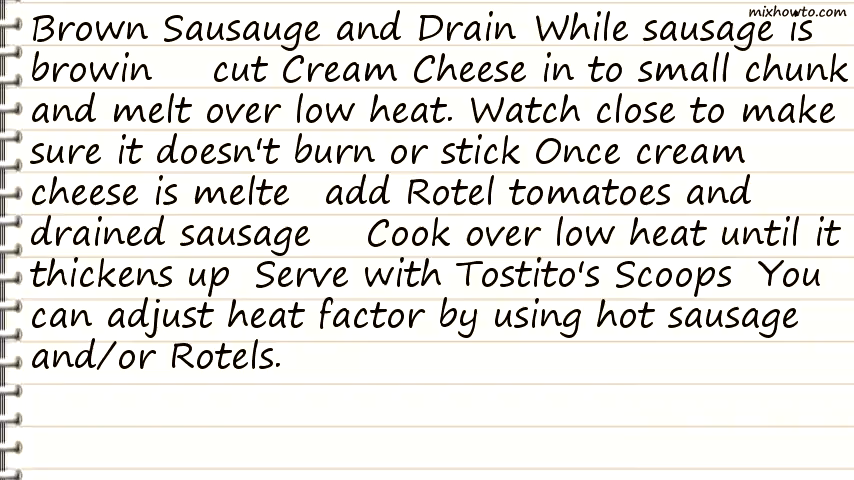 mixhowto.com
Brown Sausauge and Drain While sausage is
browin cut Cream Cheese in to small chunk
and melt over low heat. Watch close to make
sure it doesn't burn or stick Once cream
cheese is melte add Rotel tomatoes and
drained sausage Cook over low heat until it
thickens up Serve with Tostito's Scoops You
can adjust heat factor by using hot sausage
and/or Rotels.